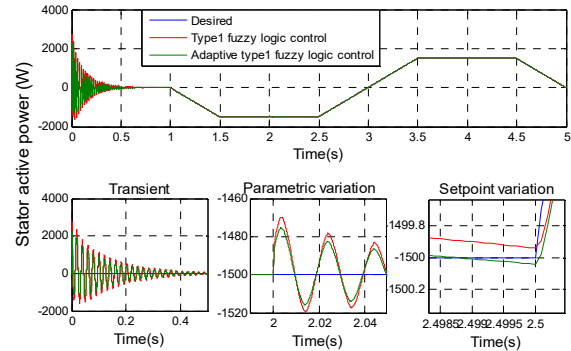 Stator active power (W)
4000
2000
0
-2000
Desired
Type1 fuzzy logic control
Adaptive type1 fuzzy logic control
0 0.5 1 1.5 2 2.5 3 3.5 4 4.5 5
Time(s)
Transient
4000
2000
0
-2000
0 0.2 0.4
Time(s)
Parametric variation
-1460
-1480
-1500
-1520
2 2.02 2.04
Time(s)
Setpoint variation
-1499.8
-1500
-1500.2
2.4985 2.499 2.4995 2.5
Time(s)